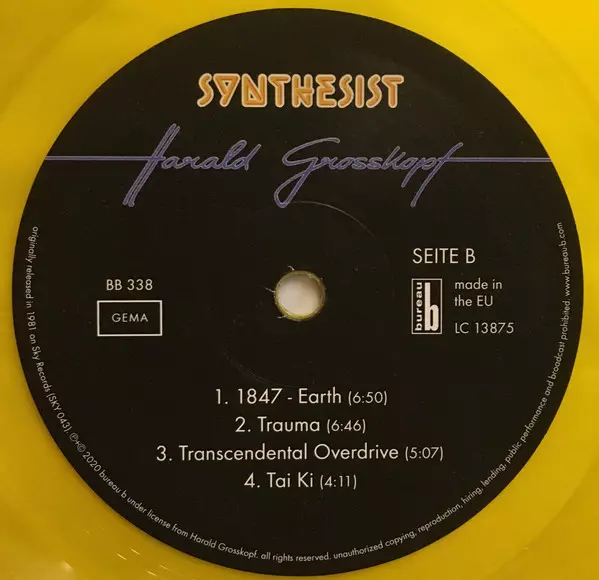 SYNTHESIST
Harald Grosskopf
SEITE B
BB 338
GEMA
bureau b
made in
the EU
LC 13875
1. 1847 - Earth (6:50)
2. Trauma (6:46)
3. Transcendental Overdrive (5:07)
4. Tai Ki (4:11)
originally released in 1981 on Sky Records (SKY 043). ℗+© 2020 bureau b under license from Harald Grosskopf. all rights reserved. unauthorized copying, reproduction, hiring, lending, public performance and broadcast prohibited. www.bureau-b.com